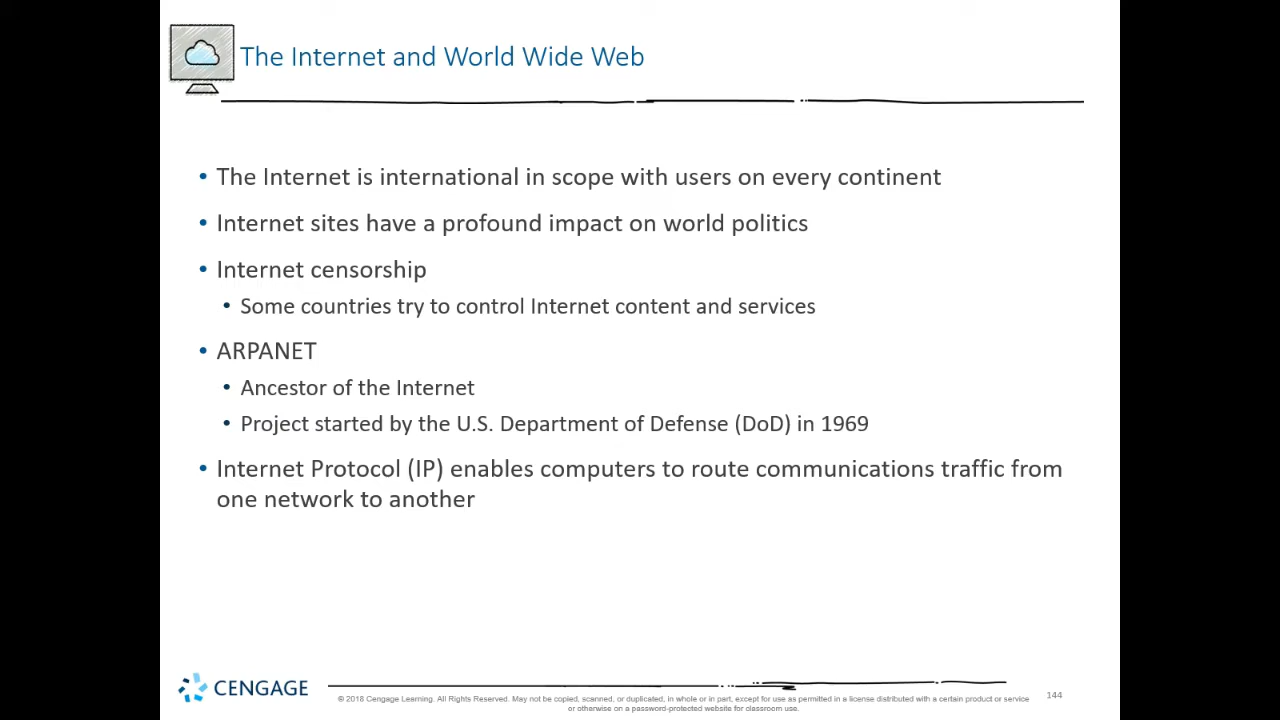 The Internet and World Wide Web
• The Internet is international in scope with users on every continent
• Internet sites have a profound impact on world politics
• Internet censorship
• Some countries try to control Internet content and services
• ARPANET
• Ancestor of the Internet
• Project started by the U.S. Department of Defense (DoD) in 1969
• Internet Protocol (IP) enables computers to route communications traffic from
one network to another
CENGAGE
© 2018 Cengage Learning. All Rights Reserved. May not be copied, scanned, or duplicated, in whole or in part, except for use as permitted in a license distributed with a certain product or service
or otherwise on a password-protected website for classroom use.
144